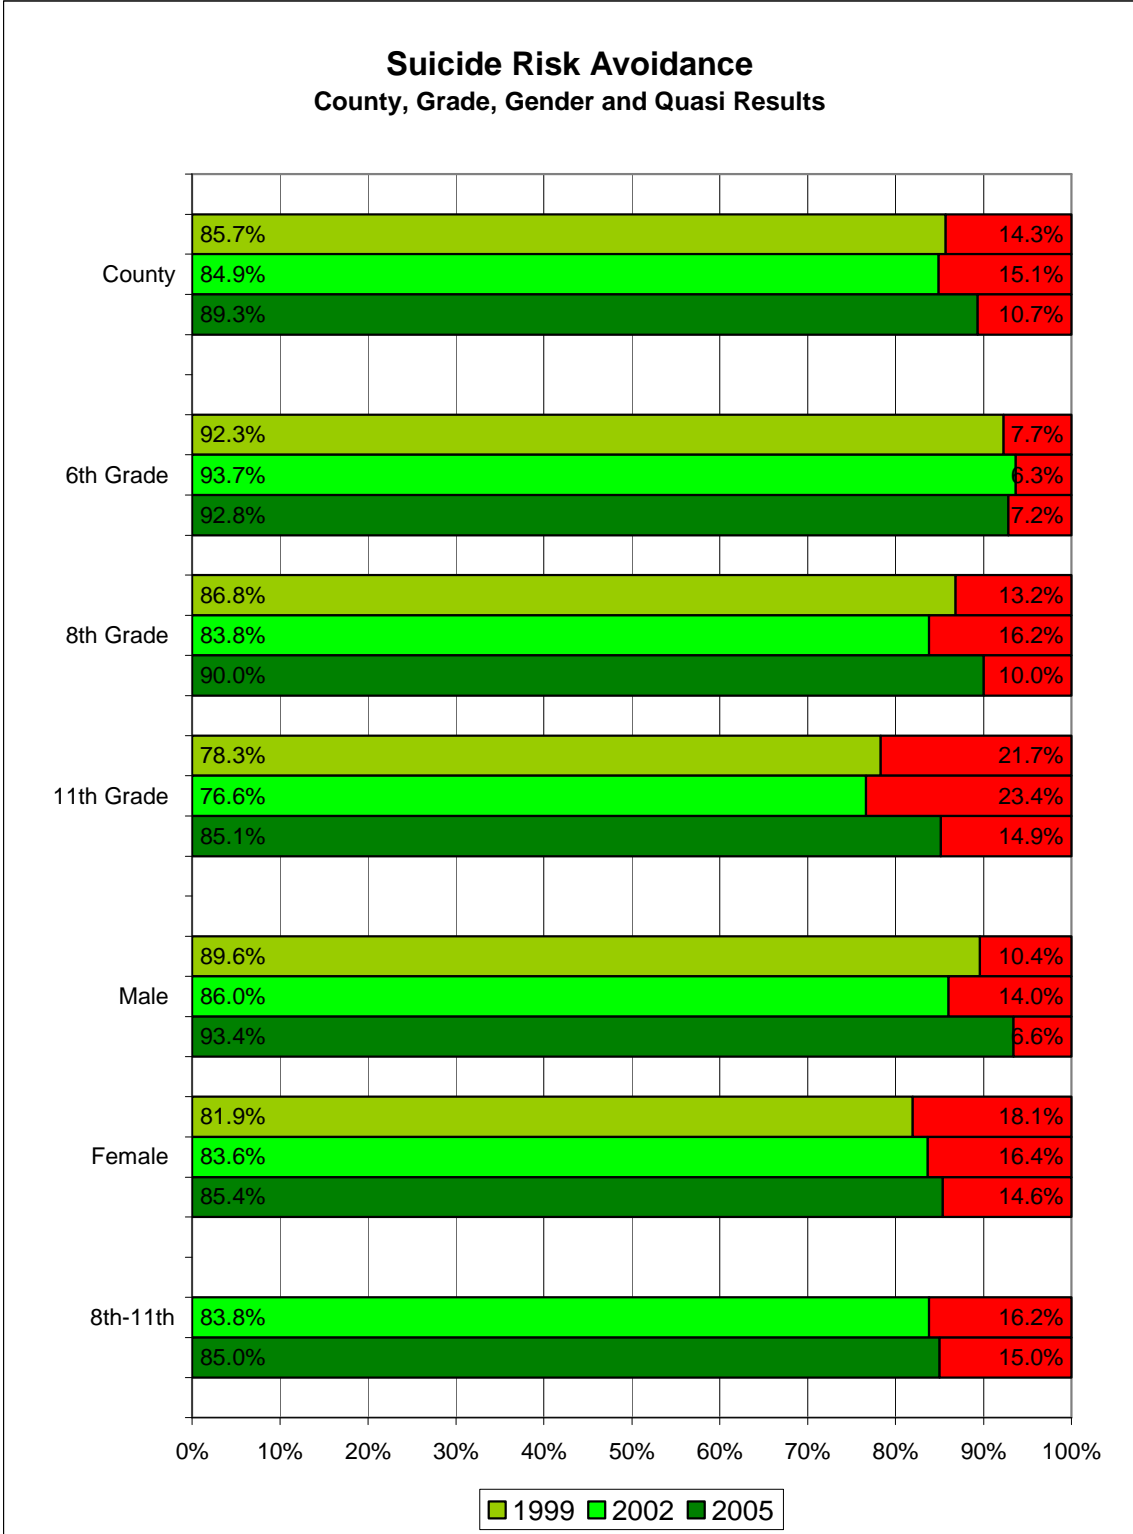 Suicide Risk Avoidance
County, Grade, Gender and Quasi Results
85.7% 14.3%
County 84.9% 15.1%
89.3% 10.7%
92.3% 7.7%
6th Grade 93.7% 6.3%
92.8% 7.2%
86.8% 13.2%
8th Grade 83.8% 16.2%
90.0% 10.0%
78.3% 21.7%
11th Grade 76.6% 23.4%
85.1% 14.9%
89.6% 10.4%
Male 86.0% 14.0%
93.4% 6.6%
81.9% 18.1%
Female 83.6% 16.4%
85.4% 14.6%
8th-11th 83.8% 16.2%
85.0% 15.0%
0% 10% 20% 30% 40% 50% 60% 70% 80% 90% 100%
1999 2002 2005